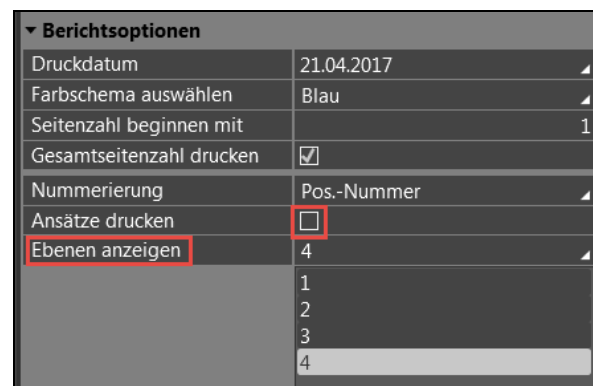 Berichtsoptionen
Druckdatum 21.04.2017
Farbschema auswählen Blau
Seitenzahl beginnen mit 1
Gesamtseitenzahl drucken
Nummerierung Pos.-Nummer
Ansätze drucken
Ebenen anzeigen 4
1
2
3
4